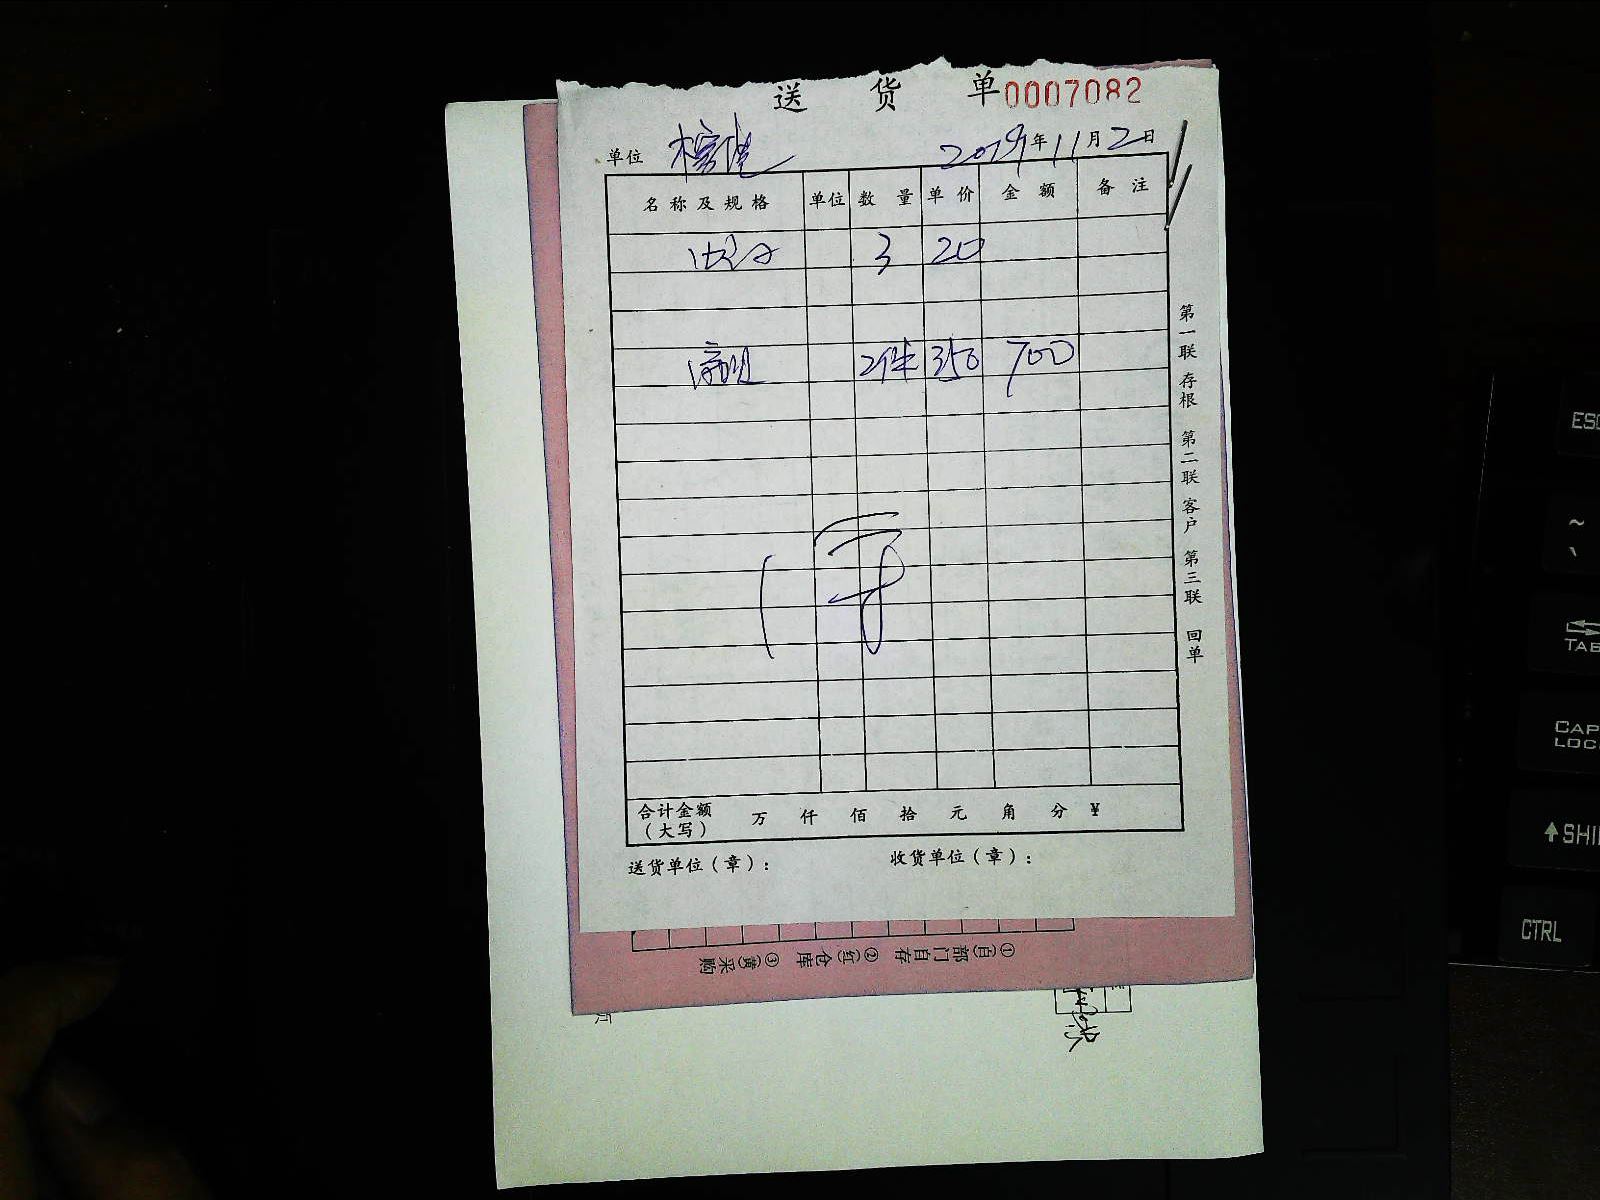 送货单0007082
单位 2019年11月2日
名称及规格 单位 数量 单价 金额 备注
3 20
2件 350 700
合计金额（大写） 万 仟 佰 拾 元 角 分 ¥
送货单位（章）： 收货单位（章）：
第一联 存根 第二联 客户 第三联 回单
①(白)部门自存 ②(红)仓库 ③(黄)采购
页
ESC
~
`
TAB
CAP
LOC
SHI
CTRL